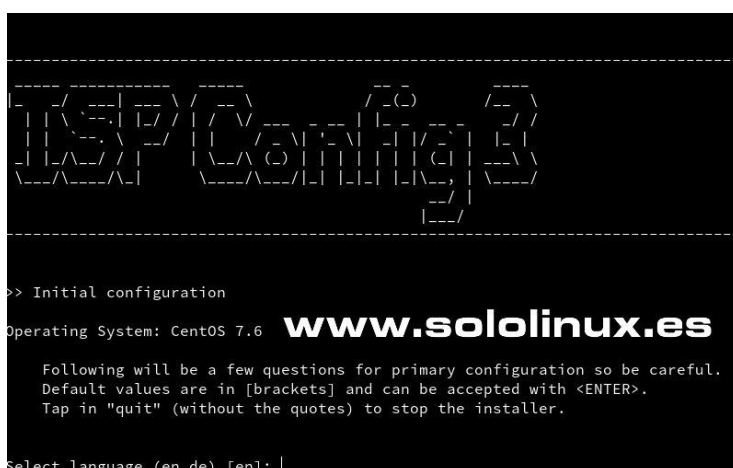 ISPConfig 3
>> Initial configuration
Operating System: CentOS 7.6
www.sololinux.es
Following will be a few questions for primary configuration so be careful.
Default values are in [brackets] and can be accepted with <ENTER>.
Tap in "quit" (without the quotes) to stop the installer.
Select language (en,de) [en]: